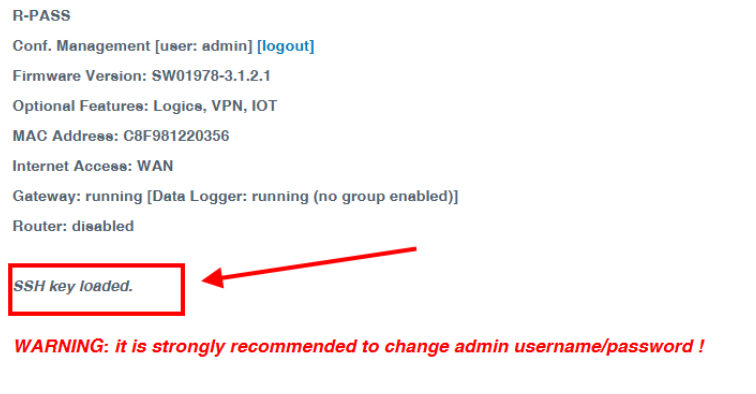 R-PASS
Conf. Management [user: admin] [logout]
Firmware Version: SW01978-3.1.2.1
Optional Features: Logics, VPN, IOT
MAC Address: C8F981220356
Internet Access: WAN
Gateway: running [Data Logger: running (no group enabled)]
Router: disabled
SSH key loaded.
WARNING: it is strongly recommended to change admin username/password !